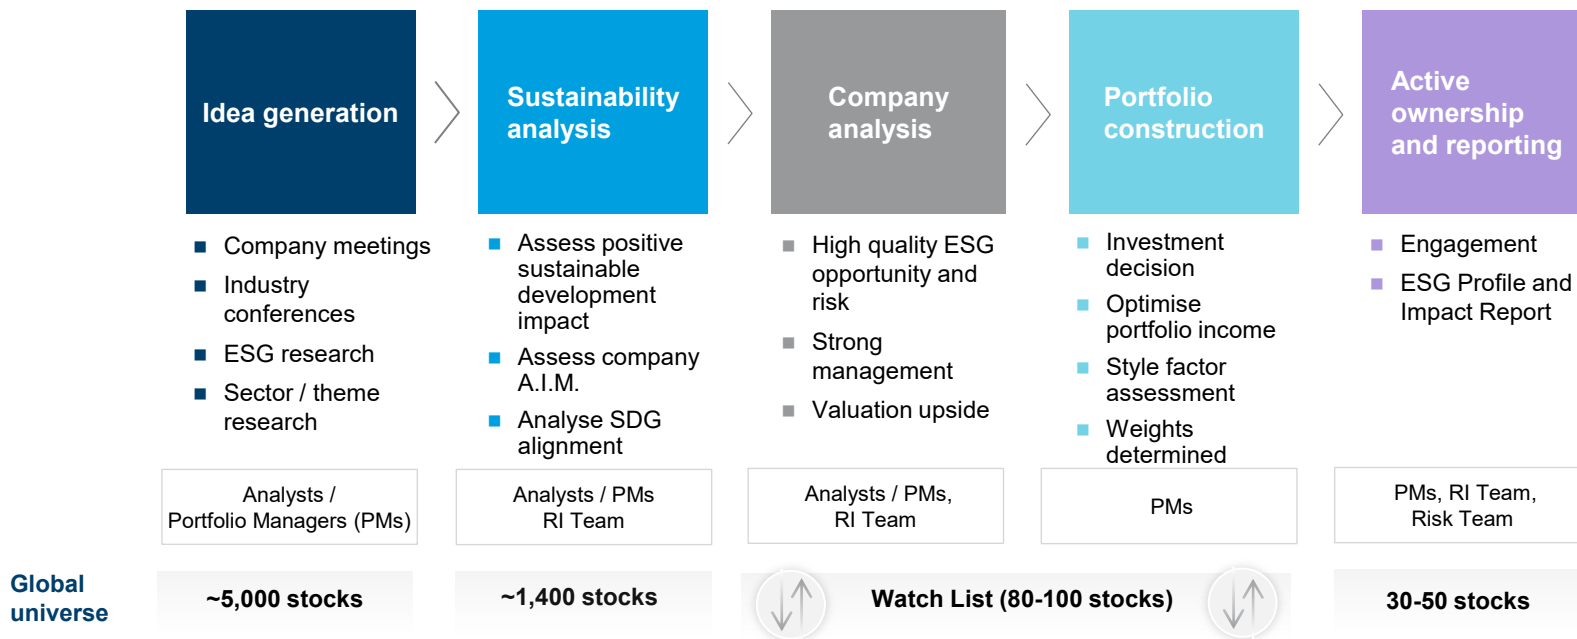 Idea generation
Sustainability
analysis
Company
analysis
Portfolio
construction
Active
ownership
and reporting
Company meetings
Industry
conferences
ESG research
Sector / theme
research
Assess positive
sustainable
development
impact
Assess company
A.I.M.
Analyse SDG
alignment
High quality ESG
opportunity and
risk
Strong
management
Valuation upside
Investment
decision
Optimise
portfolio income
Style factor
assessment
Weights
determined
Engagement
ESG Profile and
Impact Report
Analysts /
Portfolio Managers (PMs)
Analysts / PMs
RI Team
Analysts / PMs,
RI Team
PMs
PMs, RI Team,
Risk Team
Global
universe
~5,000 stocks
~1,400 stocks
Watch List (80-100 stocks)
30-50 stocks